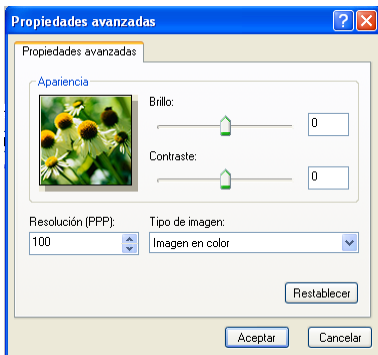 Propiedades avanzadas
Propiedades avanzadas
Apariencia
Brillo:
0
Contraste:
0
Resolución (PPP):
Tipo de imagen:
100
Imagen en color
Restablecer
Aceptar
Cancelar